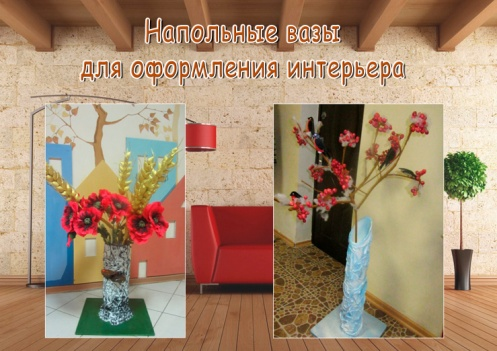 Напольные вазы
для оформления интерьера